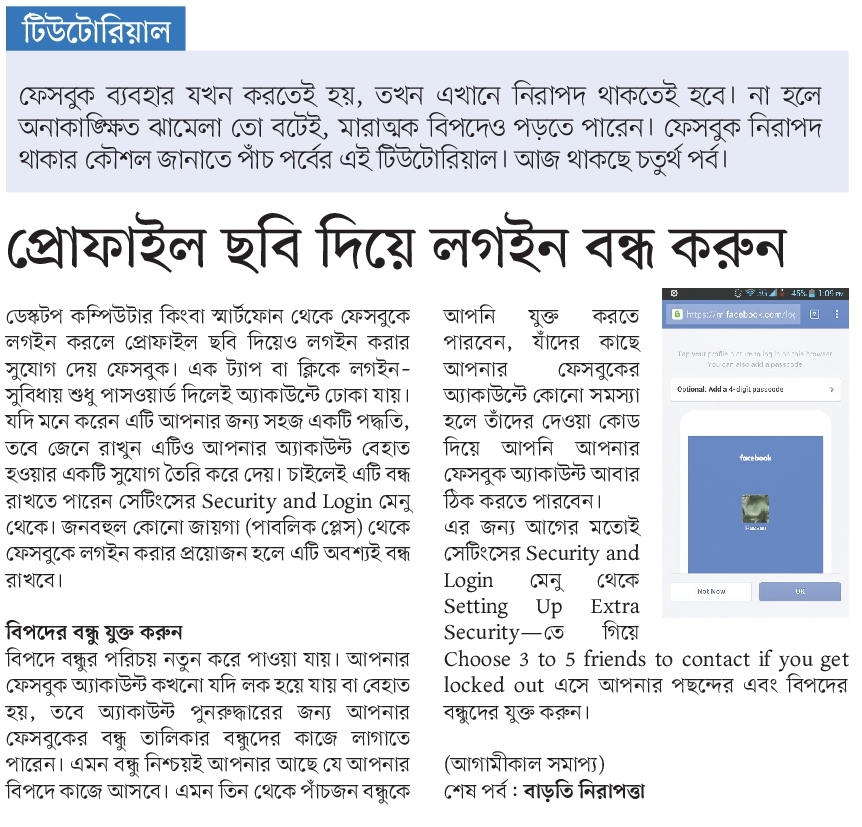 টিউটোরিয়াল
ফেসবুক ব্যবহার যখন করতেই হয়, তখন এখানে নিরাপদ থাকতেই হবে। না হলে
অনাকাঙ্ক্ষিত ঝামেলা তো বটেই, মারাত্মক বিপদেও পড়তে পারেন। ফেসবুক নিরাপদ
থাকার কৌশল জানাতে পাঁচ পর্বের এই টিউটোরিয়াল। আজ থাকছে চতুর্থ পর্ব।
প্রোফাইল ছবি দিয়ে লগইন বন্ধ করুন
ডেস্কটপ কম্পিউটার কিংবা স্মার্টফোন থেকে ফেসবুকে
লগইন করলে প্রোফাইল ছবি দিয়েও লগইন করার
সুযোগ দেয় ফেসবুক। এক ট্যাপ বা ক্লিকে লগইন-
সুবিধায় শুধু পাসওয়ার্ড দিলেই অ্যাকাউন্টে ঢোকা যায়।
যদি মনে করেন এটি আপনার জন্য সহজ একটি পদ্ধতি,
তবে জেনে রাখুন এটিও আপনার অ্যাকাউন্ট বেহাত
হওয়ার একটি সুযোগ তৈরি করে দেয়। চাইলেই এটি বন্ধ
রাখতে পারেন সেটিংসের Security and Login মেনু
থেকে। জনবহুল কোনো জায়গা (পাবলিক প্লেস) থেকে
ফেসবুকে লগইন করার প্রয়োজন হলে এটি অবশ্যই বন্ধ
রাখবে।
বিপদের বন্ধু যুক্ত করুন
বিপদে বন্ধুর পরিচয় নতুন করে পাওয়া যায়। আপনার
ফেসবুক অ্যাকাউন্ট কখনো যদি লক হয়ে যায় বা বেহাত
হয়, তবে অ্যাকাউন্ট পুনরুদ্ধারের জন্য আপনার
ফেসবুকের বন্ধু তালিকার বন্ধুদের কাজে লাগাতে
পারেন। এমন বন্ধু নিশ্চয়ই আপনার আছে যে আপনার
বিপদে কাজে আসবে। এমন তিন থেকে পাঁচজন বন্ধুকে
আপনি যুক্ত করতে
পারবেন, যাঁদের কাছে
আপনার ফেসবুকের
অ্যাকাউন্টে কোনো সমস্যা
হলে তাঁদের দেওয়া কোড
দিয়ে আপনি আপনার
ফেসবুক অ্যাকাউন্ট আবার
ঠিক করতে পারবেন।
এর জন্য আগের মতোই
সেটিংসের Security and
Login মেনু থেকে
Setting Up Extra
Security—তে গিয়ে
Choose 3 to 5 friends to contact if you get
locked out এসে আপনার পছন্দের এবং বিপদের
বন্ধুদের যুক্ত করুন।
(আগামীকাল সমাপ্য)
শেষ পর্ব : বাড়তি নিরাপত্তা
3G 45% 1:09 PM
https://m.facebook.com/log
Tap your profile picture to log in on this browser
You can also add a passcode
Optional: Add a 4-digit passcode
facebook
Not Now
OK